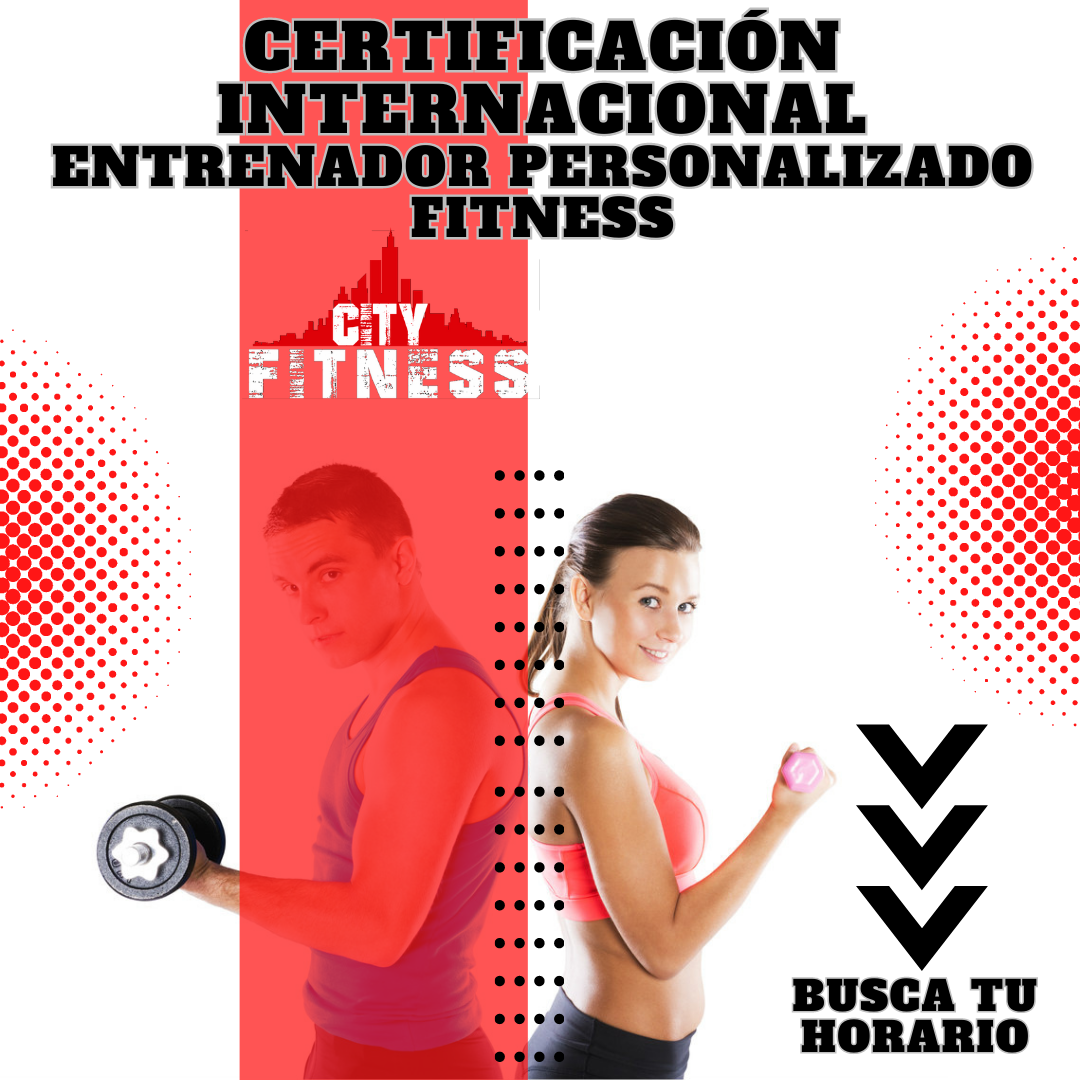 CERTIFICACIÓN
INTERNACIONAL
ENTRENADOR PERSONALIZADO
FITNESS
CITY
FITNESS
BUSCA TU
HORARIO